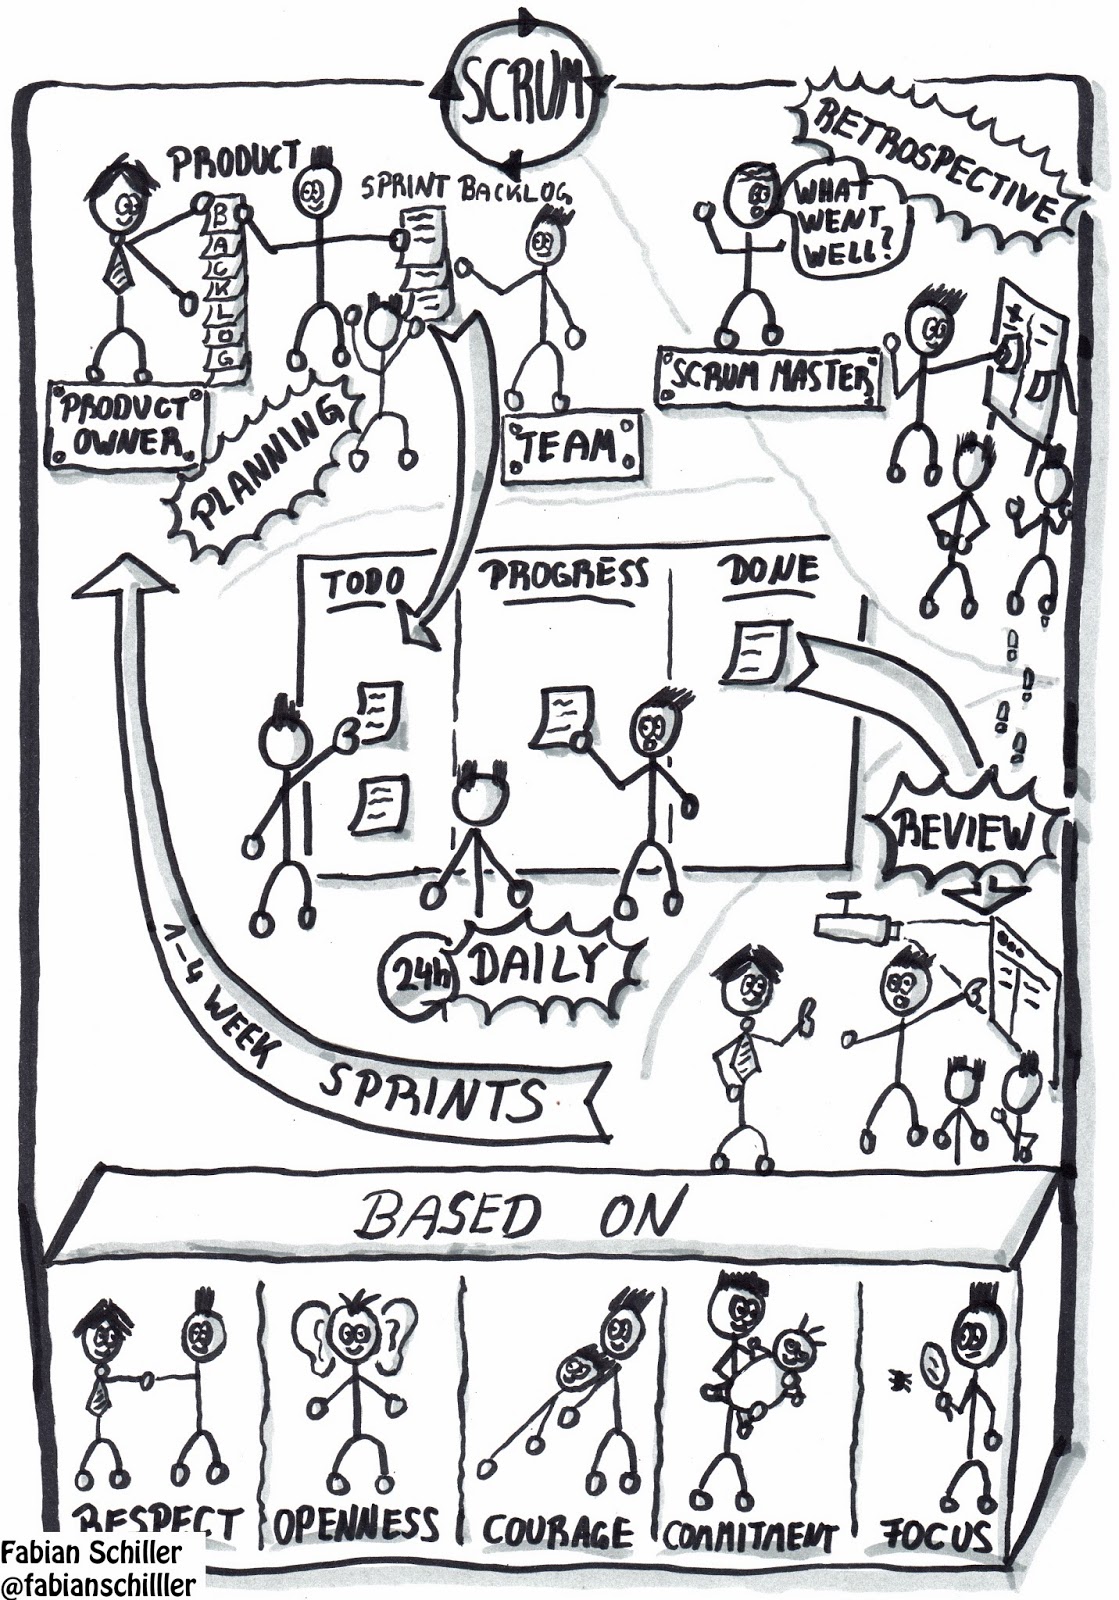 SCRUM
RETROSPECTIVE
PRODUCT
BACKLOG
SPRINT BACKLOG
WHAT
WENT
WELL?
PRODUCT
OWNER
PLANNING
TEAM
SCRUM MASTER
TODO
PROGRESS
DONE
REVIEW
24h
DAILY
1-4 WEEK SPRINTS
BASED ON
RESPECT
OPENNESS
COURAGE
COMMITMENT
FOCUS
Fabian Schiller
@fabianschilller